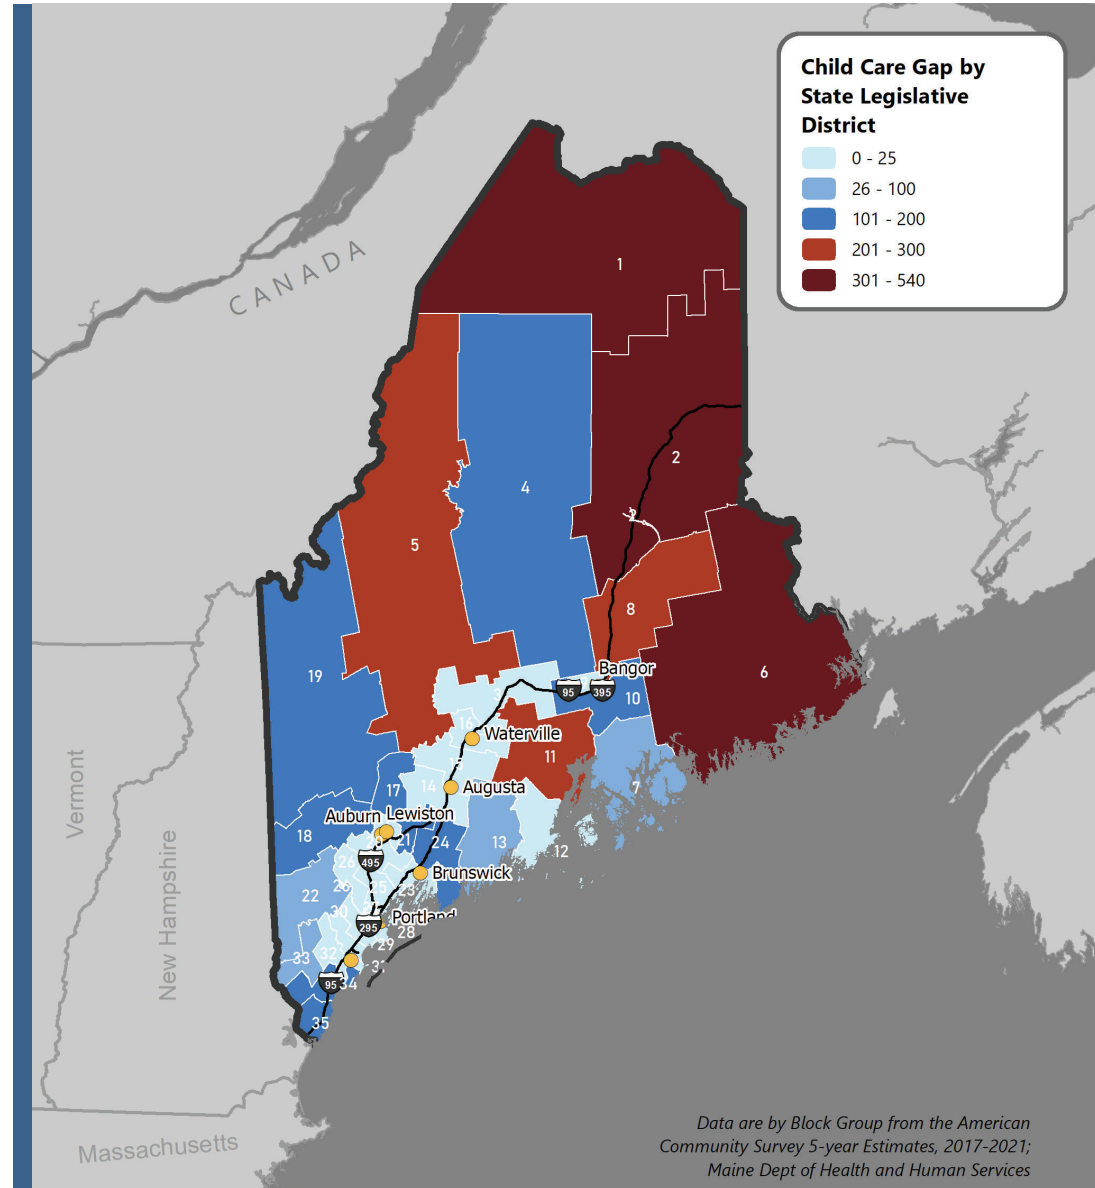 Child Care Gap by
State Legislative
District
0 - 25
26 - 100
101 - 200
201 - 300
301 - 540
CANADA
1
2
4
5
8
6
19
Bangor
3
95
395
10
16
Waterville
11
15
7
14
Augusta
17
Auburn
Lewiston
18
20
21
24
13
12
26
495
Brunswick
22
26
25
23
30
Portland
295
28
29
33
32
95
34
35
Vermont
New Hampshire
Massachusetts
Data are by Block Group from the American
Community Survey 5-year Estimates, 2017-2021;
Maine Dept of Health and Human Services